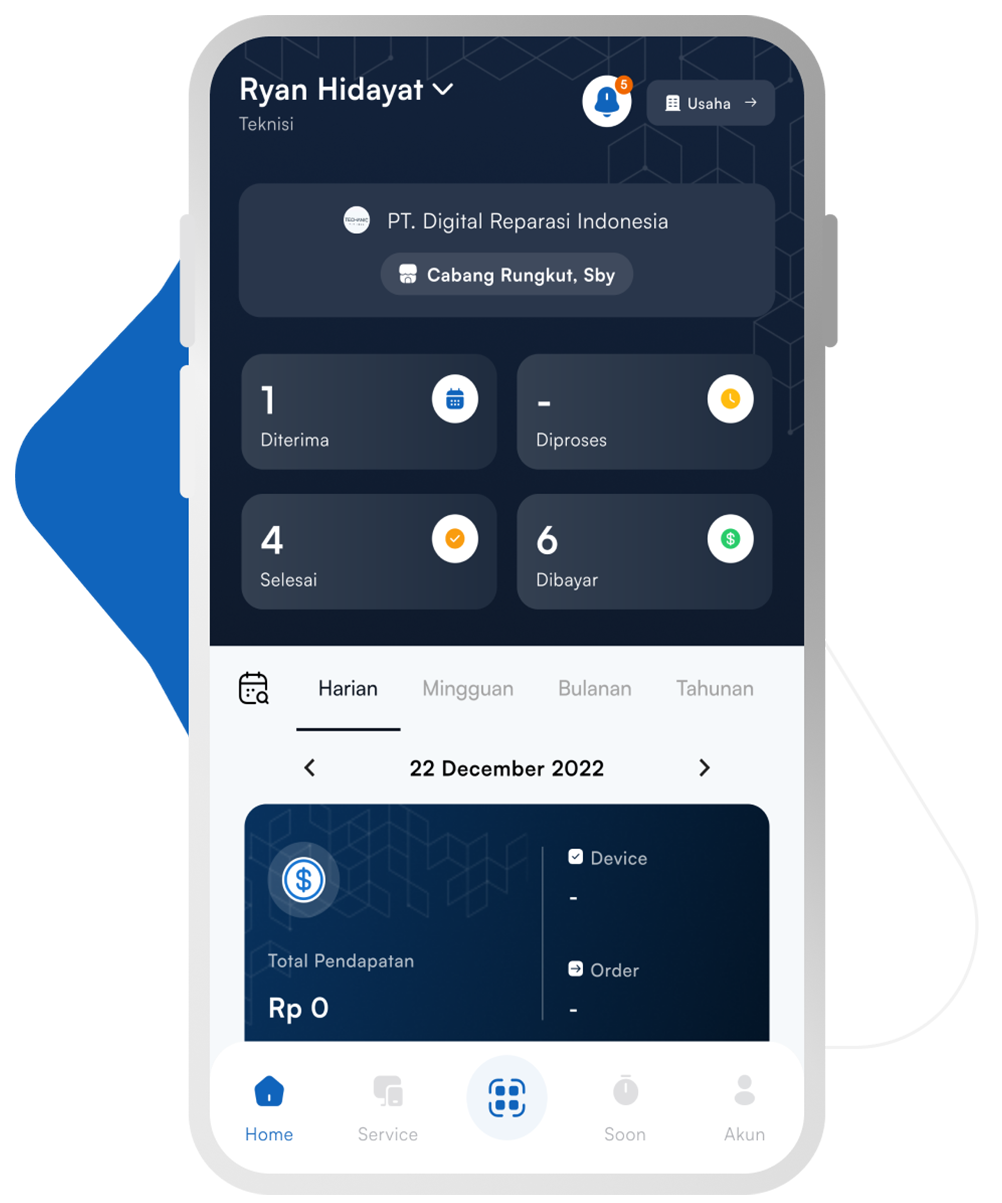 Ryan Hidayat
Teknisi
5
Usaha
PT. Digital Reparasi Indonesia
Cabang Rungkut, Sby
1
Diterima
-
Diproses
4
Selesai
6
Dibayar
Harian Mingguan Bulanan Tahunan
22 December 2022
Total Pendapatan
Rp 0
Device
-
Order
-
Home Service Soon Akun